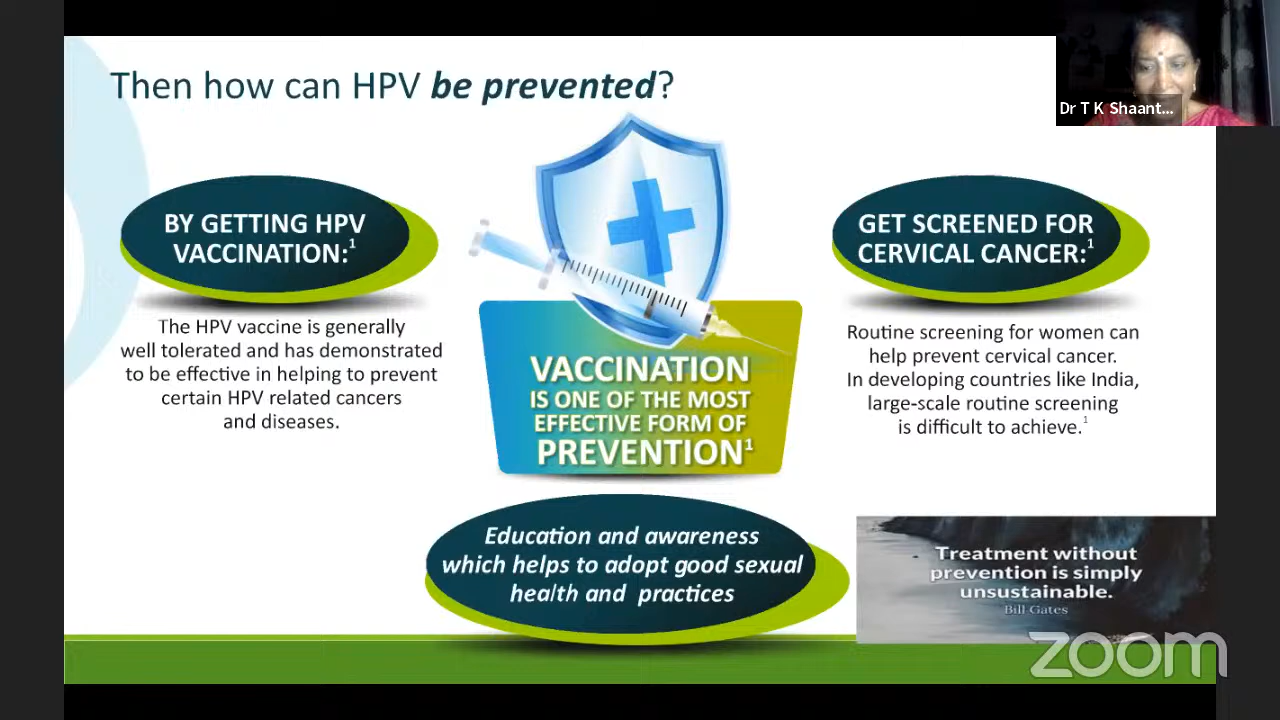 Then how can HPV be prevented?
Dr T K Shaant...
BY GETTING HPV
VACCINATION:1
The HPV vaccine is generally
well tolerated and has demonstrated
to be effective in helping to prevent
certain HPV related cancers
and diseases.
VACCINATION
IS ONE OF THE MOST
EFFECTIVE FORM OF
PREVENTION1
GET SCREENED FOR
CERVICAL CANCER:1
Routine screening for women can
help prevent cervical cancer.
In developing countries like India,
large-scale routine screening
is difficult to achieve.1
Education and awareness
which helps to adopt good sexual
health and practices
Treatment without
prevention is simply
unsustainable.
Bill Gates
zoom